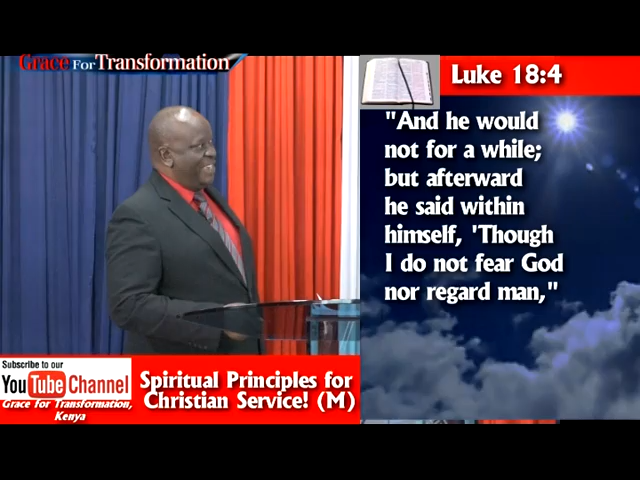 Grace For Transformation
Luke 18:4
"And he would
not for a while;
but afterward
he said within
himself, 'Though
I do not fear God
nor regard man,"
Subscribe to our
YouTube Channel
Grace for Transformation,
Kenya
Spiritual Principles for
Christian Service! (M)